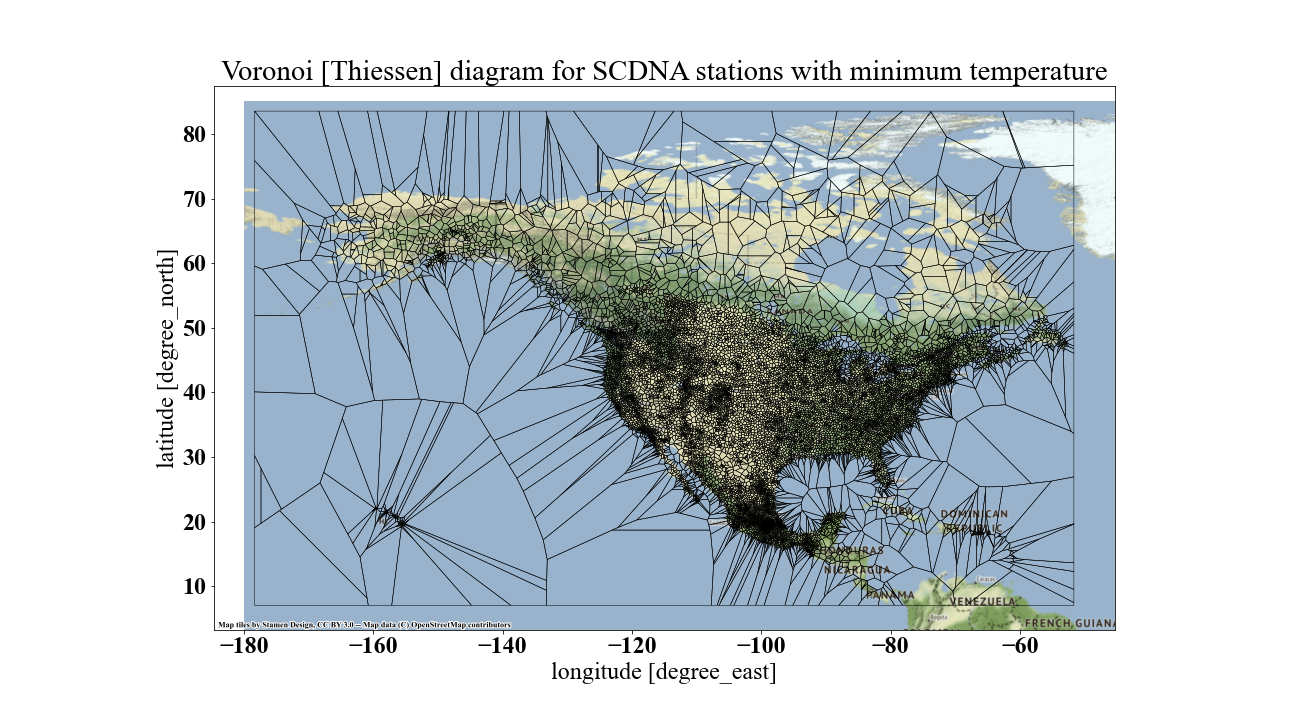 Voronoi [Thiessen] diagram for SCDNA stations with minimum temperature
80
70
60
50
40
30
20
10
latitude [degree_north]
DOMINICAN
REPUBLIC
HONDURAS
NICARAGUA
PANAMA
Caracas
VENEZUELA
Bogota
FRENCH GUIANA
Map tiles by Stamen Design, CC BY 3.0 -- Map data (C) OpenStreetMap contributors
−180 −160 −140 −120 −100 −80 −60
longitude [degree_east]